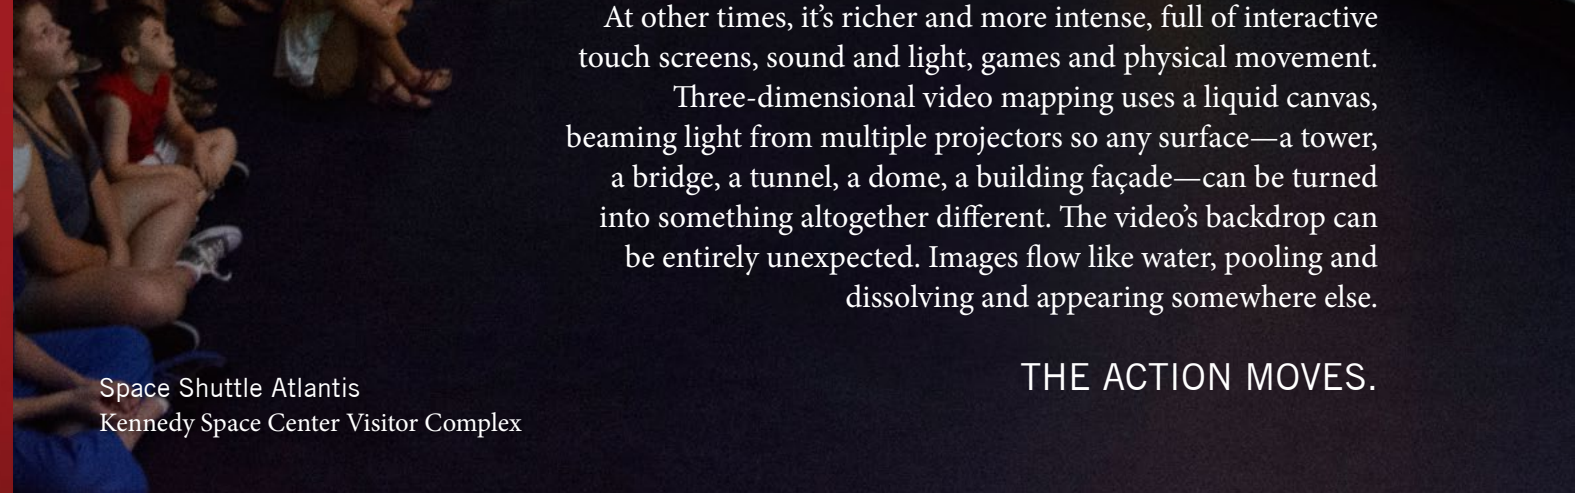 At other times, it’s richer and more intense, full of interactive
touch screens, sound and light, games and physical movement.
Three-dimensional video mapping uses a liquid canvas,
beaming light from multiple projectors so any surface—a tower,
a bridge, a tunnel, a dome, a building façade—can be turned
into something altogether different. The video’s backdrop can
be entirely unexpected. Images flow like water, pooling and
dissolving and appearing somewhere else.
THE ACTION MOVES.
Space Shuttle Atlantis
Kennedy Space Center Visitor Complex